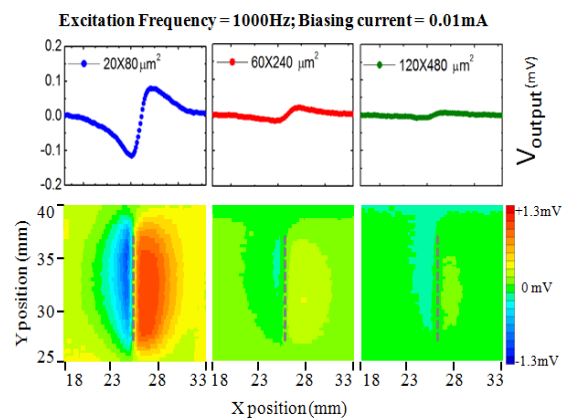 Excitation Frequency = 1000Hz; Biasing current = 0.01mA
0.2
0.1
0.0
-0.1
-0.2
20X80 μm²
60X240 μm²
120X480 μm²
Voutput (mV)
40
35
30
25
Y position (mm)
+1.3mV
0 mV
-1.3mV
18 23 28 33 18 23 28 33 18 23 28 33
X position (mm)